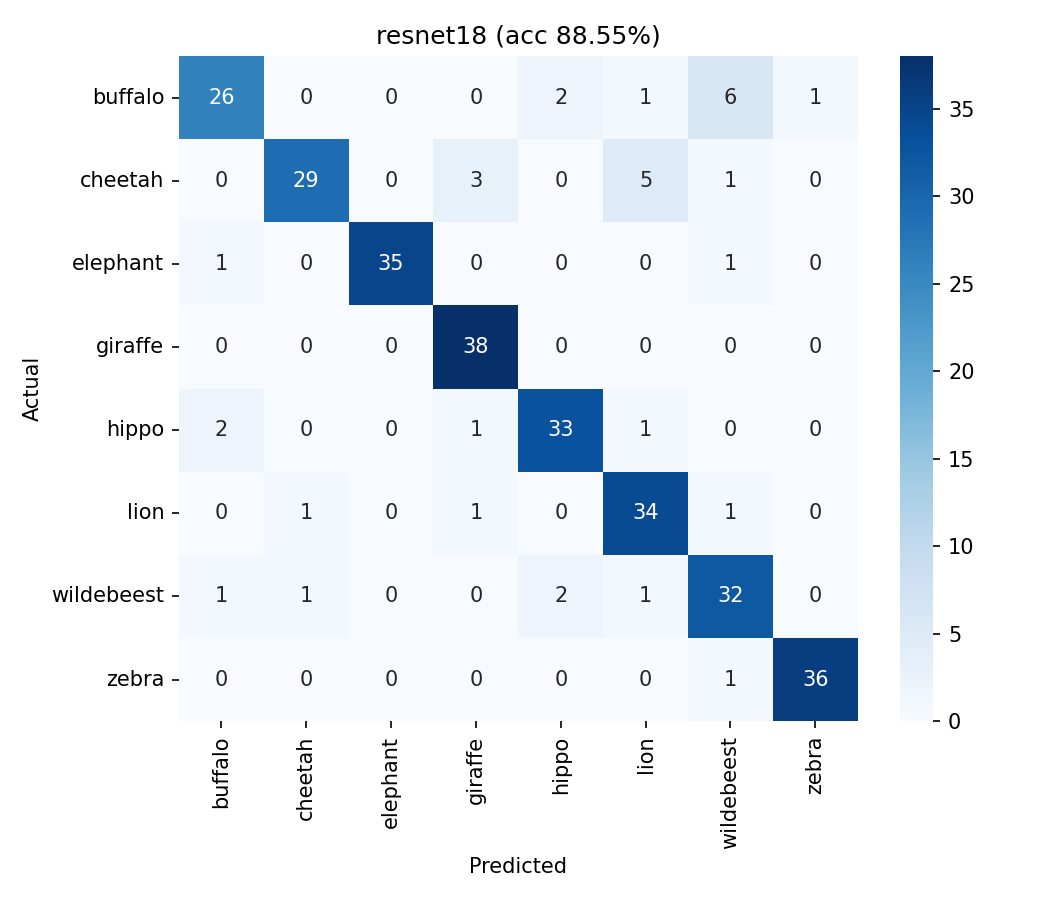 resnet18 (acc 88.55%)
buffalo 26 0 0 0 2 1 6 1
cheetah 0 29 0 3 0 5 1 0
elephant 1 0 35 0 0 0 1 0
giraffe 0 0 0 38 0 0 0 0
hippo 2 0 0 1 33 1 0 0
lion 0 1 0 1 0 34 1 0
wildebeest 1 1 0 0 2 1 32 0
zebra 0 0 0 0 0 0 1 36
Actual
buffalo cheetah elephant giraffe hippo lion wildebeest zebra
Predicted
35
30
25
20
15
10
5
0